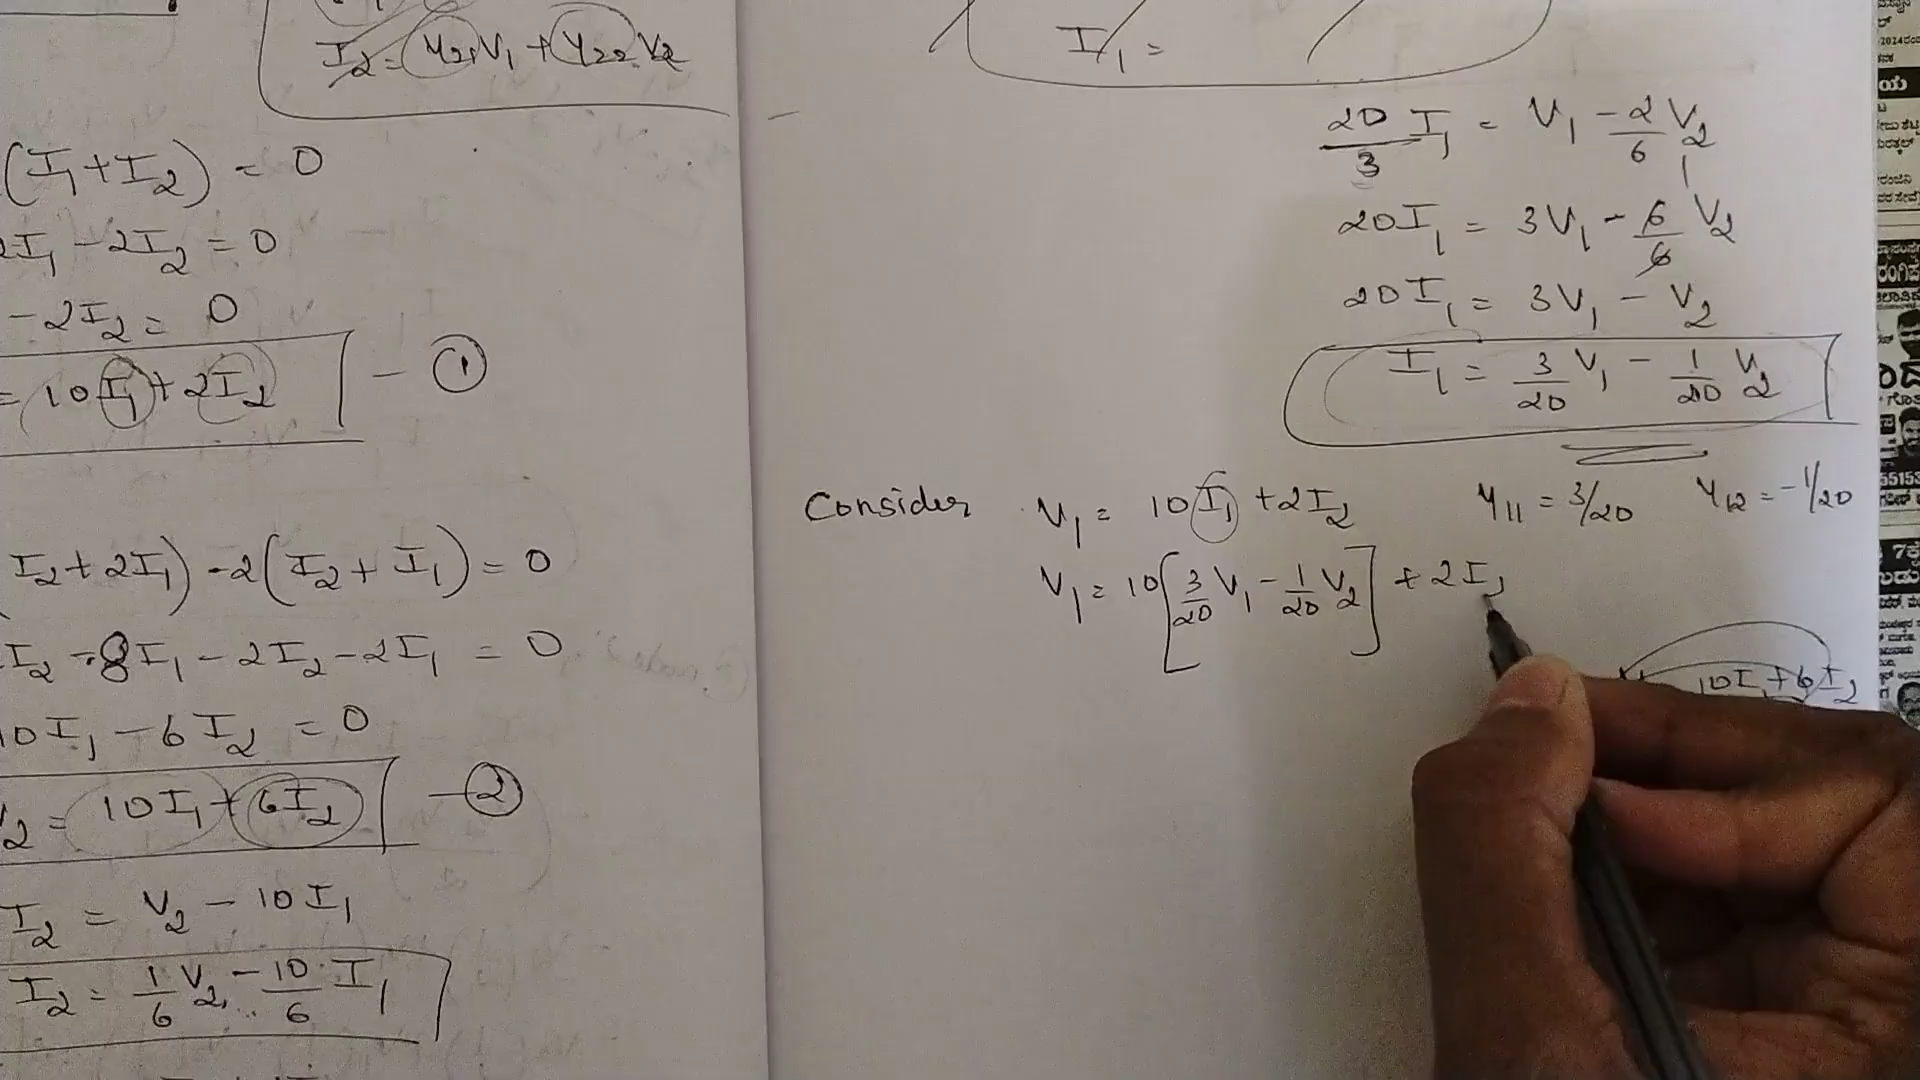 I2 = Y21V1 + Y22V2
(I1 + I2) = 0
2I1 - 2I2 = 0
- 2I2 = 0
= 10I1 + 2I2 - 1
I2 + 2I1) - 2(I2 + I1) = 0
I2 - 8I1 - 2I2 - 2I1 = 0
10I1 - 6I2 = 0
V2 = 10I1 + 6I2 - 2
I2 = V2 - 10I1
I2 = 1/6 V2 - 10/6 I1
I1 =
20/3 I1 = V1 - 2/6 V2
20I1 = 3V1 - 6/6 V2
20I1 = 3V1 - V2
I1 = 3/20 V1 - 1/20 V2
Consider V1 = 10I1 + 2I2 Y11 = 3/20 Y12 = -1/20
V1 = 10[3/20 V1 - 1/20 V2] + 2I
10I1 + 6I2